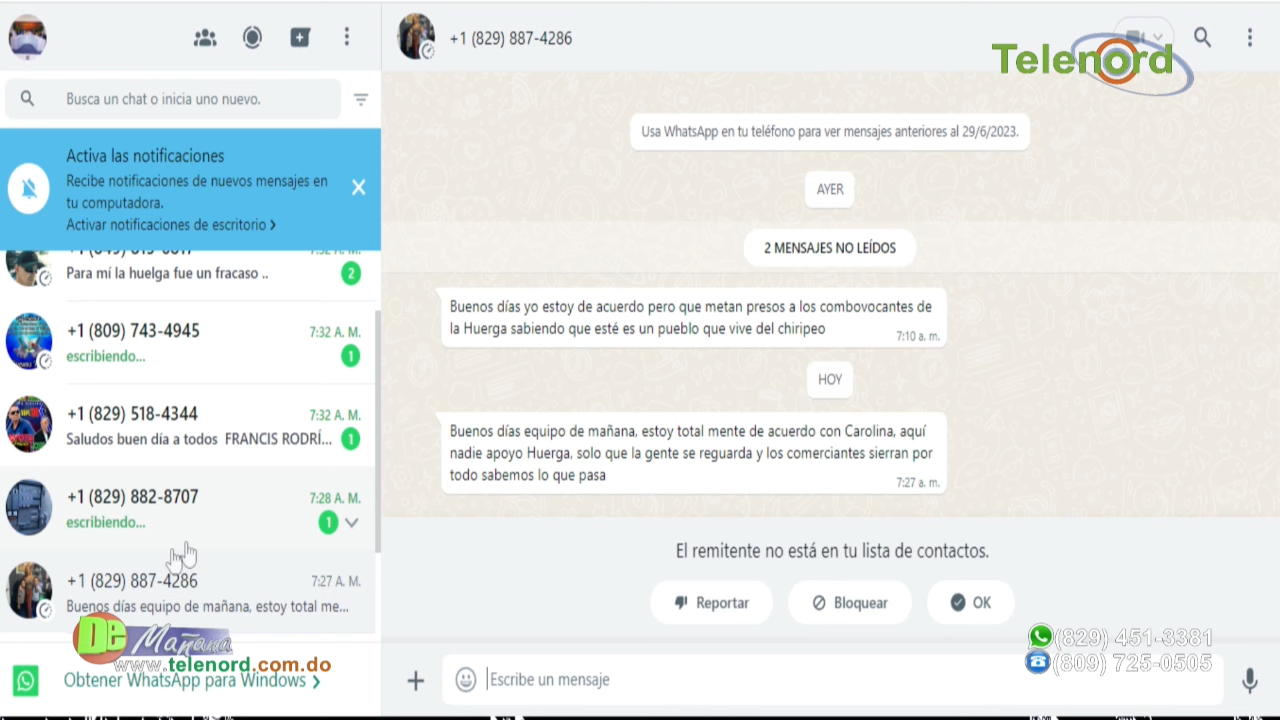 +1 (829) 887-4286
Telenord
Busca un chat o inicia uno nuevo.
Activa las notificaciones
Recibe notificaciones de nuevos mensajes en
tu computadora.
Activar notificaciones de escritorio >
Para mí la huelga fue un fracaso ..
2
+1 (809) 743-4945
7:32 A. M.
escribiendo...
1
+1 (829) 518-4344
7:32 A. M.
Saludos buen día a todos FRANCIS RODRÍ...
1
+1 (829) 882-8707
7:28 A. M.
escribiendo...
1
+1 (829) 887-4286
7:27 A. M.
Buenos días equipo de mañana, estoy total me...
De Mañana
www.telenord.com.do
Obtener WhatsApp para Windows >
Usa WhatsApp en tu teléfono para ver mensajes anteriores al 29/6/2023.
AYER
2 MENSAJES NO LEÍDOS
Buenos días yo estoy de acuerdo pero que metan presos a los combovocantes de
la Huerga sabiendo que esté es un pueblo que vive del chiripeo
7:10 a. m.
HOY
Buenos días equipo de mañana, estoy total mente de acuerdo con Carolina, aquí
nadie apoyo Huerga, solo que la gente se reguarda y los comerciantes sierran por
todo sabemos lo que pasa
7:27 a. m.
El remitente no está en tu lista de contactos.
Reportar
Bloquear
OK
(829) 451-3381
(809) 725-0505
Escribe un mensaje